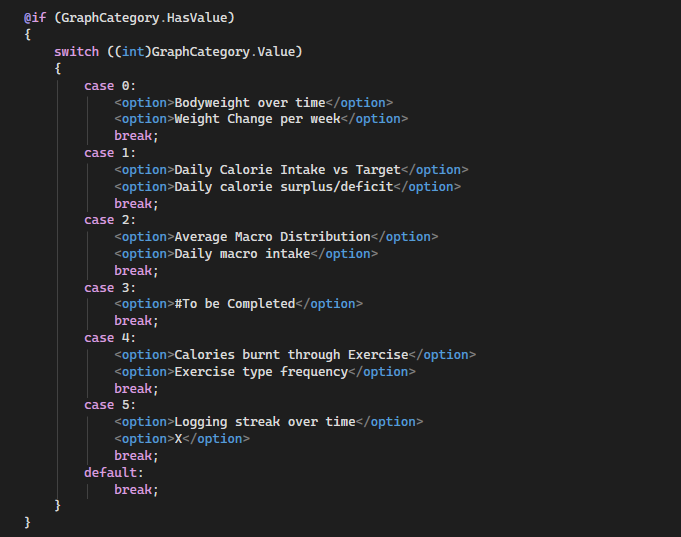 @if (GraphCategory.HasValue)
{
    switch ((int)GraphCategory.Value)
    {
        case 0:
            <option>Bodyweight over time</option>
            <option>Weight Change per week</option>
            break;
        case 1:
            <option>Daily Calorie Intake vs Target</option>
            <option>Daily calorie surplus/deficit</option>
            break;
        case 2:
            <option>Average Macro Distribution</option>
            <option>Daily macro intake</option>
            break;
        case 3:
            <option>#To be Completed</option>
            break;
        case 4:
            <option>Calories burnt through Exercise</option>
            <option>Exercise type frequency</option>
            break;
        case 5:
            <option>Logging streak over time</option>
            <option>X</option>
            break;
        default:
            break;
    }
}